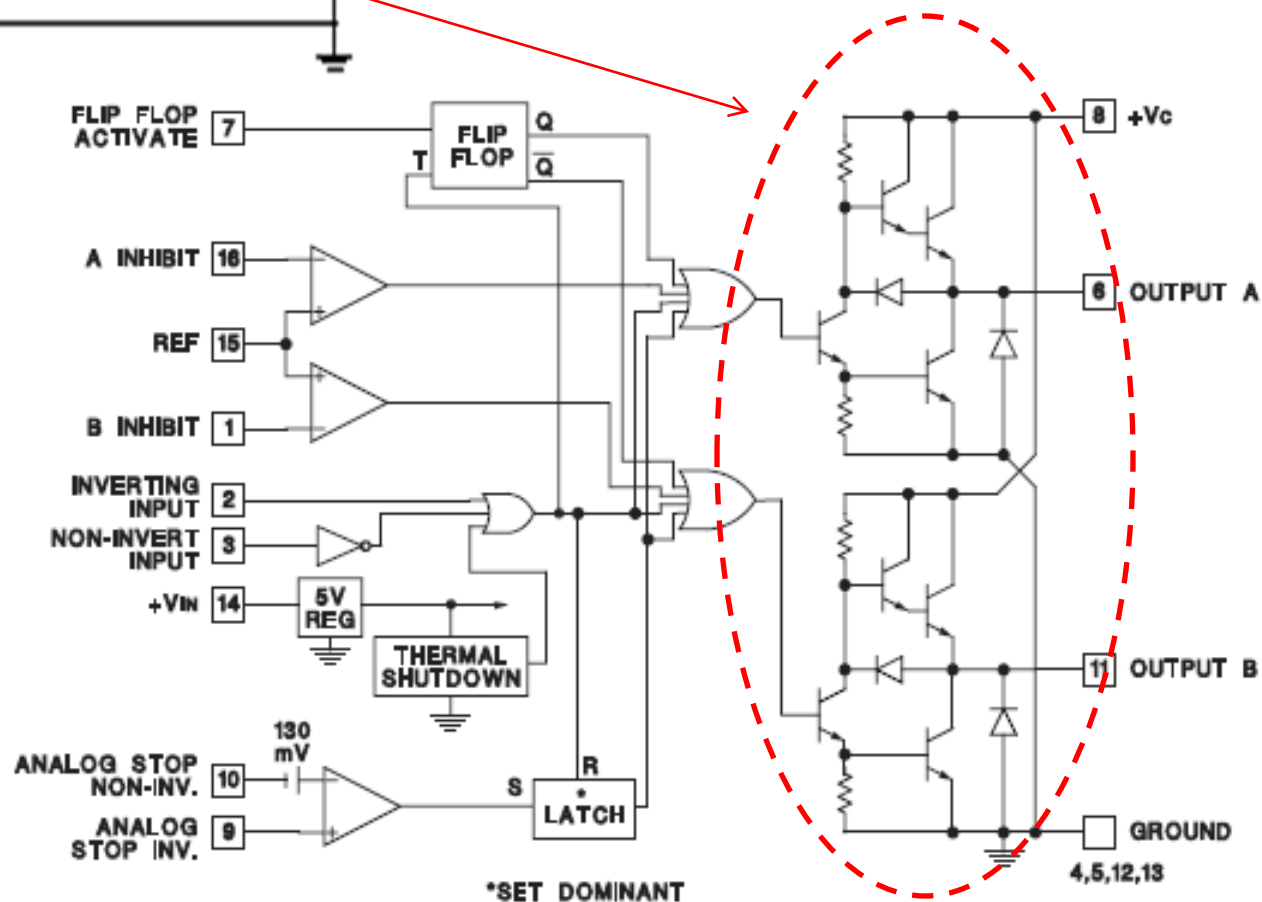 FLIP FLOP
ACTIVATE
7
FLIP
FLOP
T
Q
Q
8
+Vc
A INHIBIT
16
REF
15
B INHIBIT
1
6
OUTPUT A
INVERTING
INPUT
2
NON-INVERT
INPUT
3
+VIN
14
5V
REG
THERMAL
SHUTDOWN
11
OUTPUT B
130
mV
ANALOG STOP
NON-INV.
10
ANALOG
STOP INV.
9
S
R
*
LATCH
GROUND
4,5,12,13
*SET DOMINANT